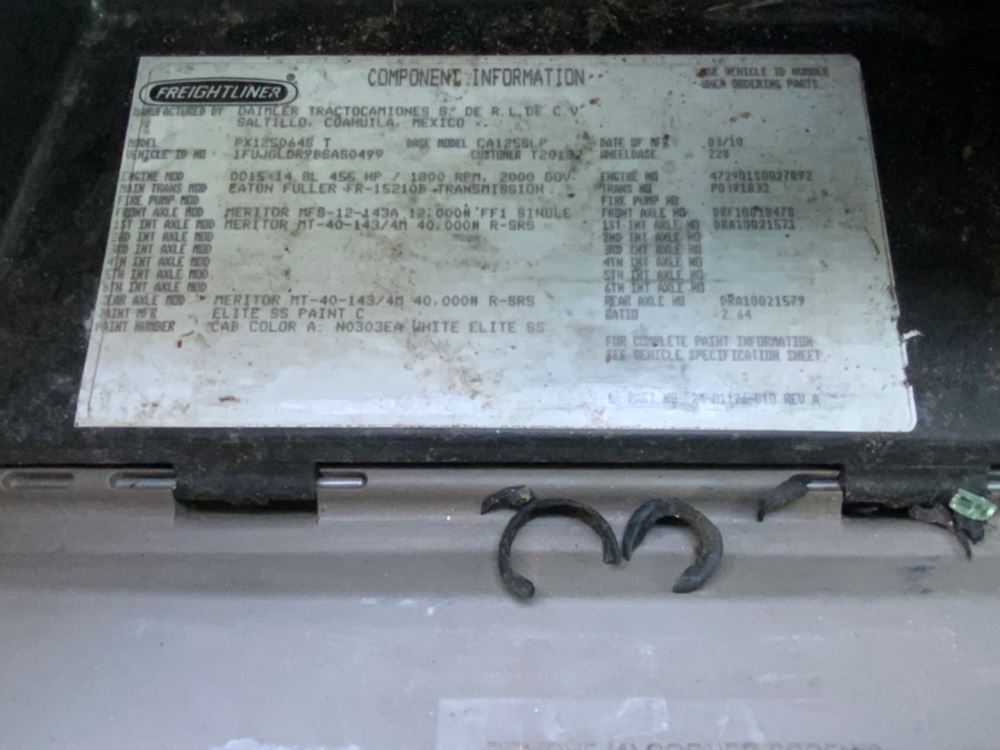 FREIGHTLINER
COMPONENT INFORMATION
USE VEHICLE ID NUMBER
WHEN ORDERING PARTS.
MANUFACTURED BY DAIMLER TRACTOCAMIONES S. DE R.L. DE C.V
SALTILLO, COAHUILA, MEXICO
MODEL PX125064S T BASE MODEL CA125SLP DATE OF MFR 03/10
VEHICLE ID NO 1FUJGLDR9BSAS0499 CUSTOMER WHEELBASE 228
ENGINE MOD DD15-14.8L 455 HP / 1800 RPM, 2000 GOV ENGINE NO
MAIN TRANS MOD EATON FULLER FR-15210B TRANSMISSION TRANS NO
FIRE PUMP MOD FIRE PUMP NO
FRONT AXLE MOD MERITOR MFS-12-143A 12,000# FF1 SINGLE FRONT AXLE NO DRF10018478
1ST INT AXLE MOD MERITOR MT-40-143/4M 40,000# R-SRS 1ST INT AXLE NO DRA10021571
2ND INT AXLE MOD 2ND INT AXLE NO
3RD INT AXLE MOD 3RD INT AXLE NO
4TH INT AXLE MOD 4TH INT AXLE NO
5TH INT AXLE MOD 5TH INT AXLE NO
6TH INT AXLE MOD 6TH INT AXLE NO
REAR AXLE MOD MERITOR MT-40-143/4M 40,000# R-SRS REAR AXLE NO DRA10021579
PAINT MFR ELITE SS PAINT C RATIO 2.64
PAINT NUMBER CAB COLOR A: N0303EA WHITE ELITE SS
FOR COMPLETE PAINT INFORMATION
SEE VEHICLE SPECIFICATION SHEET
PART NO. 24-01176-010 REV A